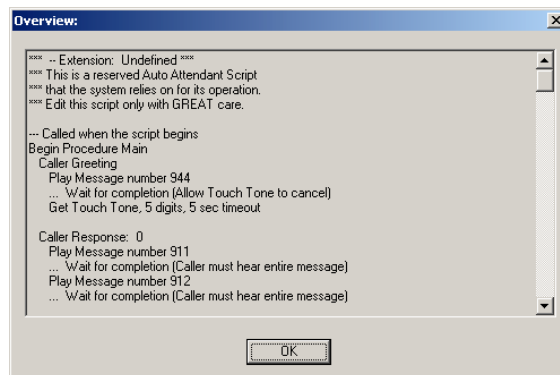 Overview:
*** -- Extension:  Undefined ***
*** This is a reserved Auto Attendant Script
*** that the system relies on for its operation.
*** Edit this script only with GREAT care.
--- Called when the script begins
Begin Procedure Main
Caller Greeting
Play Message number 944
...  Wait for completion (Allow Touch Tone to cancel)
Get Touch Tone, 5 digits, 5 sec timeout
Caller Response:  0
Play Message number 911
...  Wait for completion (Caller must hear entire message)
Play Message number 912
...  Wait for completion (Caller must hear entire message)
OK